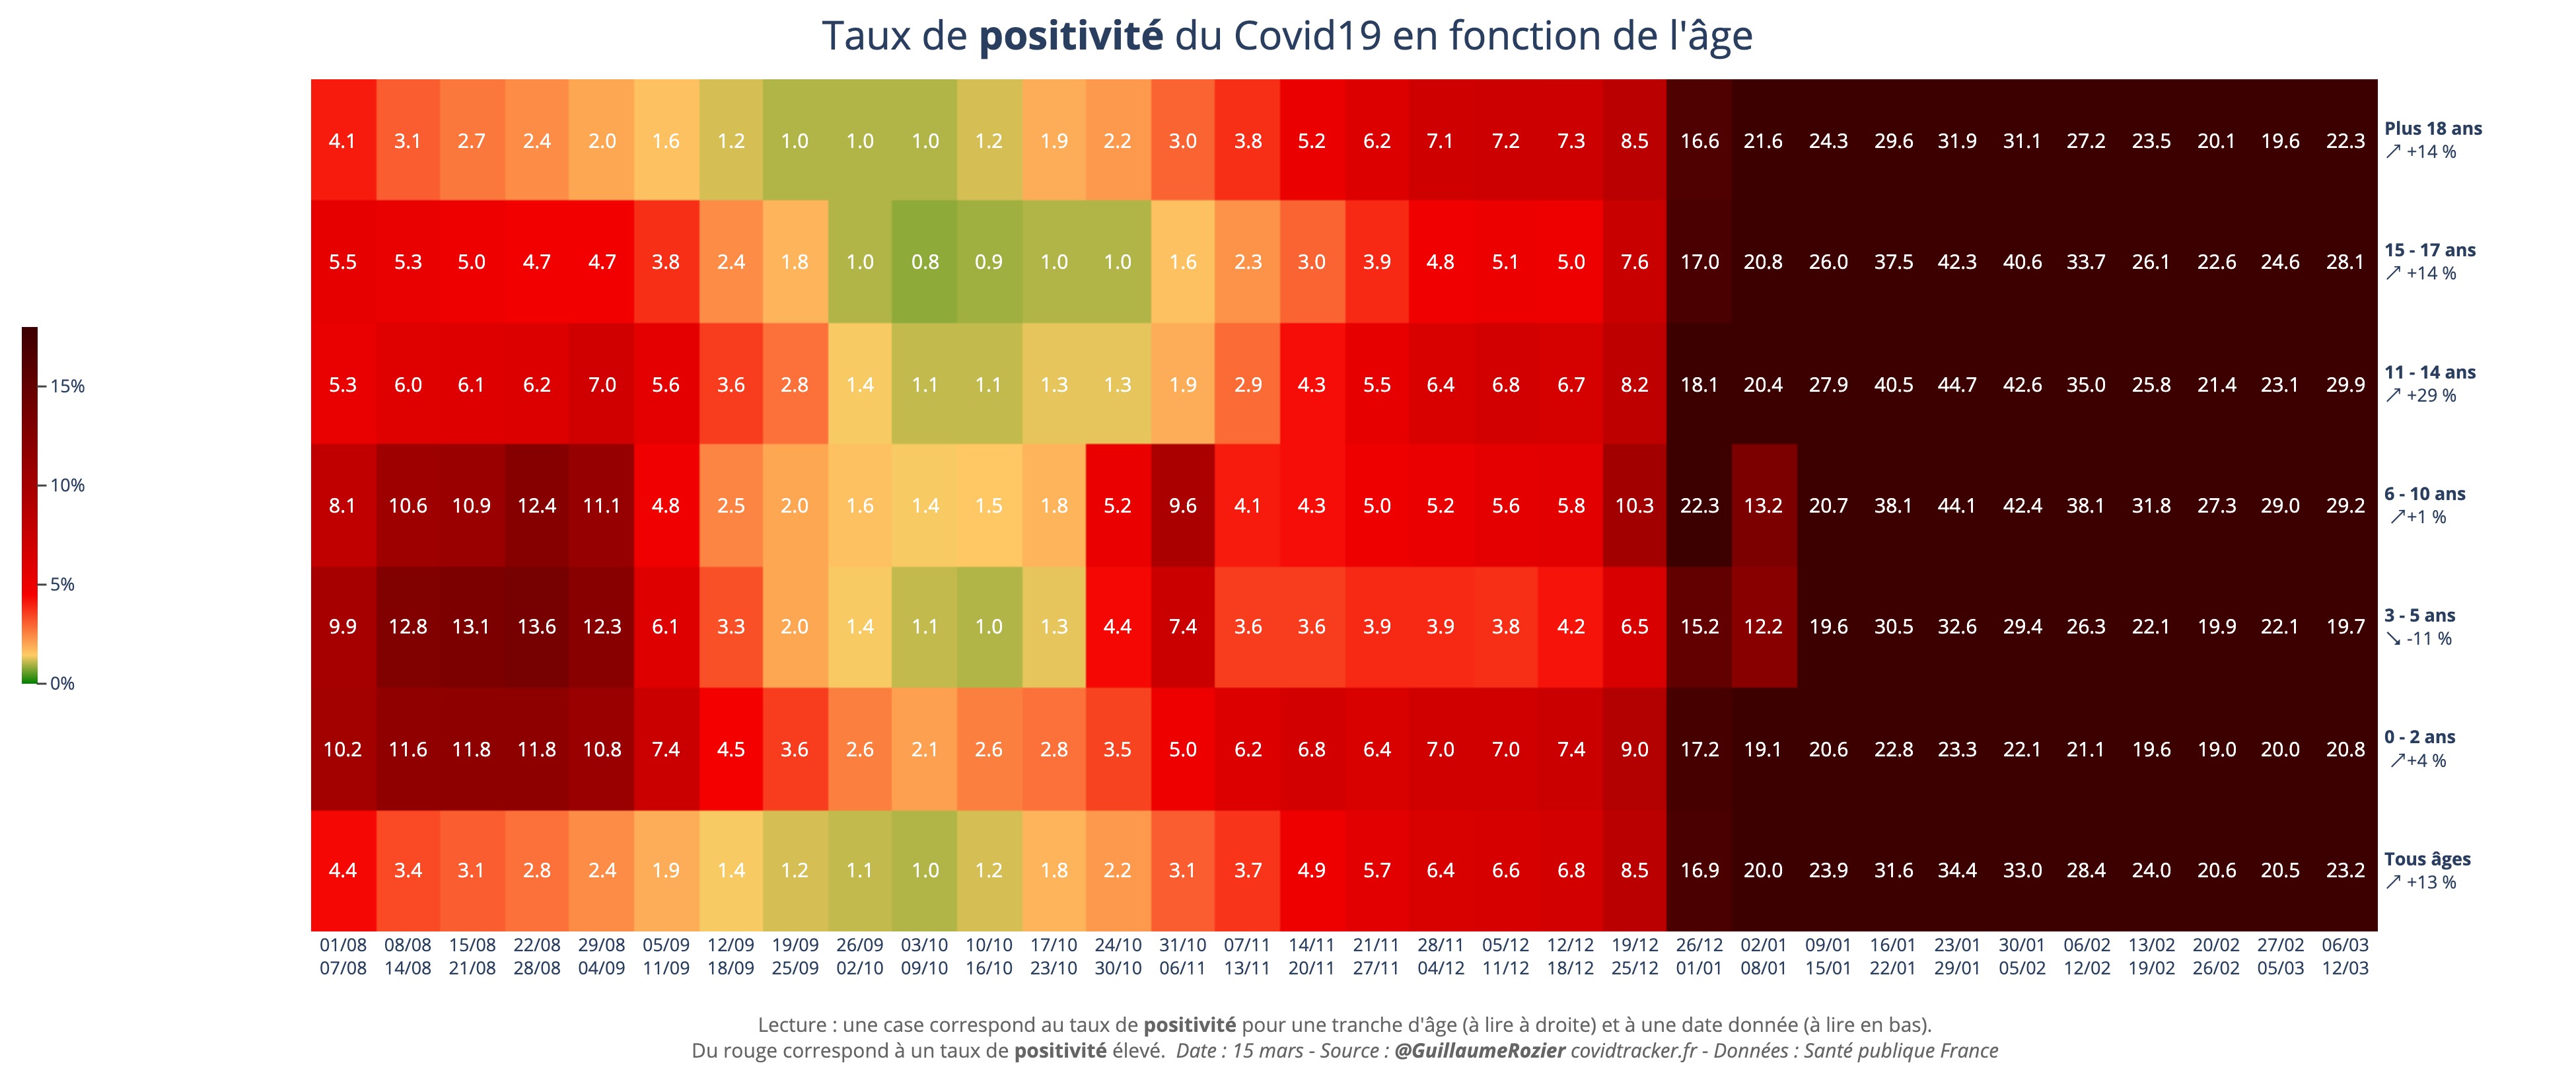 Taux de positivité du Covid19 en fonction de l'âge
4.1 3.1 2.7 2.4 2.0 1.6 1.2 1.0 1.0 1.0 1.2 1.9 2.2 3.0 3.8 5.2 6.2 7.1 7.2 7.3 8.5 16.6 21.6 24.3 29.6 31.9 31.1 27.2 23.5 20.1 19.6 22.3
Plus 18 ans
↗ +14 %
5.5 5.3 5.0 4.7 4.7 3.8 2.4 1.8 1.0 0.8 0.9 1.0 1.0 1.6 2.3 3.0 3.9 4.8 5.1 5.0 7.6 17.0 20.8 26.0 37.5 42.3 40.6 33.7 26.1 22.6 24.6 28.1
15 - 17 ans
↗ +14 %
5.3 6.0 6.1 6.2 7.0 5.6 3.6 2.8 1.4 1.1 1.1 1.3 1.3 1.9 2.9 4.3 5.5 6.4 6.8 6.7 8.2 18.1 20.4 27.9 40.5 44.7 42.6 35.0 25.8 21.4 23.1 29.9
11 - 14 ans
↗ +29 %
8.1 10.6 10.9 12.4 11.1 4.8 2.5 2.0 1.6 1.4 1.5 1.8 5.2 9.6 4.1 4.3 5.0 5.2 5.6 5.8 10.3 22.3 13.2 20.7 38.1 44.1 42.4 38.1 31.8 27.3 29.0 29.2
6 - 10 ans
↗+1 %
9.9 12.8 13.1 13.6 12.3 6.1 3.3 2.0 1.4 1.1 1.0 1.3 4.4 7.4 3.6 3.6 3.9 3.9 3.8 4.2 6.5 15.2 12.2 19.6 30.5 32.6 29.4 26.3 22.1 19.9 22.1 19.7
3 - 5 ans
↘ -11 %
10.2 11.6 11.8 11.8 10.8 7.4 4.5 3.6 2.6 2.1 2.6 2.8 3.5 5.0 6.2 6.8 6.4 7.0 7.0 7.4 9.0 17.2 19.1 20.6 22.8 23.3 22.1 21.1 19.6 19.0 20.0 20.8
0 - 2 ans
↗+4 %
4.4 3.4 3.1 2.8 2.4 1.9 1.4 1.2 1.1 1.0 1.2 1.8 2.2 3.1 3.7 4.9 5.7 6.4 6.6 6.8 8.5 16.9 20.0 23.9 31.6 34.4 33.0 28.4 24.0 20.6 20.5 23.2
Tous âges
↗ +13 %
15%
10%
5%
0%
01/08 08/08 15/08 22/08 29/08 05/09 12/09 19/09 26/09 03/10 10/10 17/10 24/10 31/10 07/11 14/11 21/11 28/11 05/12 12/12 19/12 26/12 02/01 09/01 16/01 23/01 30/01 06/02 13/02 20/02 27/02 06/03
07/08 14/08 21/08 28/08 04/09 11/09 18/09 25/09 02/10 09/10 16/10 23/10 30/10 06/11 13/11 20/11 27/11 04/12 11/12 18/12 25/12 01/01 08/01 15/01 22/01 29/01 05/02 12/02 19/02 26/02 05/03 12/03
Lecture : une case correspond au taux de positivité pour une tranche d'âge (à lire à droite) et à une date donnée (à lire en bas).
Du rouge correspond à un taux de positivité élevé. Date : 15 mars - Source : @GuillaumeRozier covidtracker.fr - Données : Santé publique France